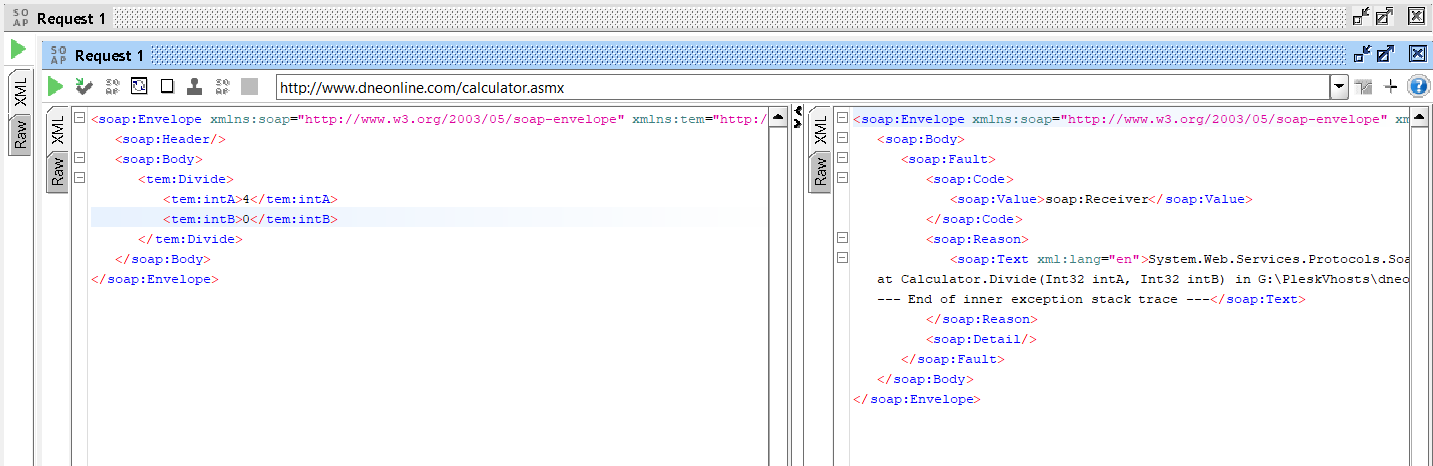 SO AP Request 1
SO AP Request 1
SO AP SO AP http://www.dneonline.com/calculator.asmx
XML
Raw
XML
Raw
<soap:Envelope xmlns:soap="http://www.w3.org/2003/05/soap-envelope" xmlns:tem="http:/
<soap:Header/>
<soap:Body>
<tem:Divide>
<tem:intA>4</tem:intA>
<tem:intB>0</tem:intB>
</tem:Divide>
</soap:Body>
</soap:Envelope>
XML
Raw
<soap:Envelope xmlns:soap="http://www.w3.org/2003/05/soap-envelope" xm
<soap:Body>
<soap:Fault>
<soap:Code>
<soap:Value>soap:Receiver</soap:Value>
</soap:Code>
<soap:Reason>
<soap:Text xml:lang="en">System.Web.Services.Protocols.Soa
at Calculator.Divide(Int32 intA, Int32 intB) in G:\PleskVhosts\dneo
--- End of inner exception stack trace ---</soap:Text>
</soap:Reason>
<soap:Detail/>
</soap:Fault>
</soap:Body>
</soap:Envelope>